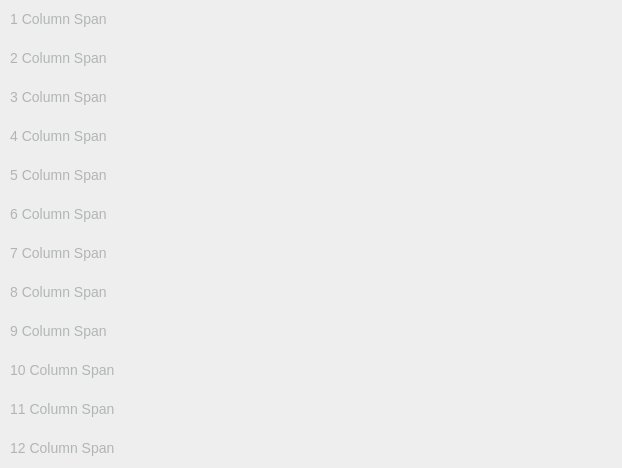 1 Column Span
2 Column Span
3 Column Span
4 Column Span
5 Column Span
6 Column Span
7 Column Span
8 Column Span
9 Column Span
10 Column Span
11 Column Span
12 Column Span